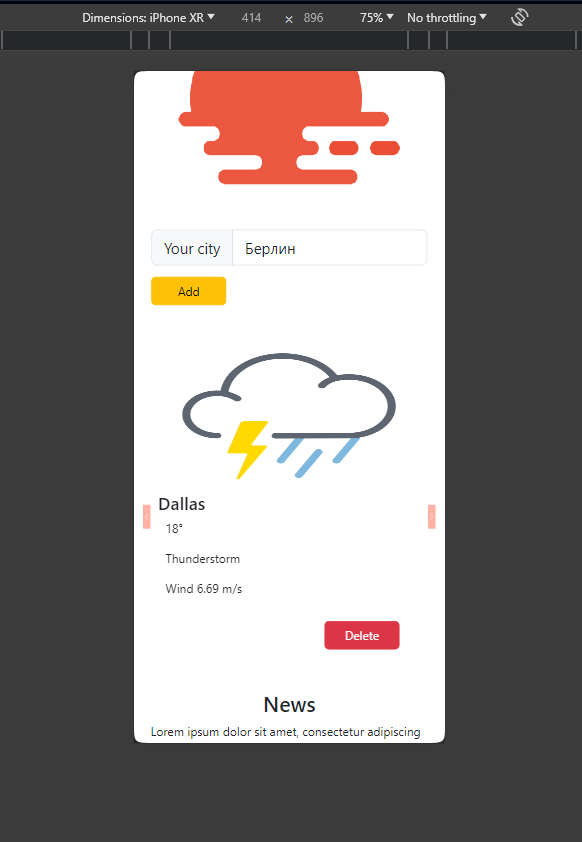 Dimensions: iPhone XR 414 × 896 75% No throttling
Your city Берлин
Add
Dallas
18°
Thunderstorm
Wind 6.69 m/s
Delete
News
Lorem ipsum dolor sit amet, consectetur adipiscing